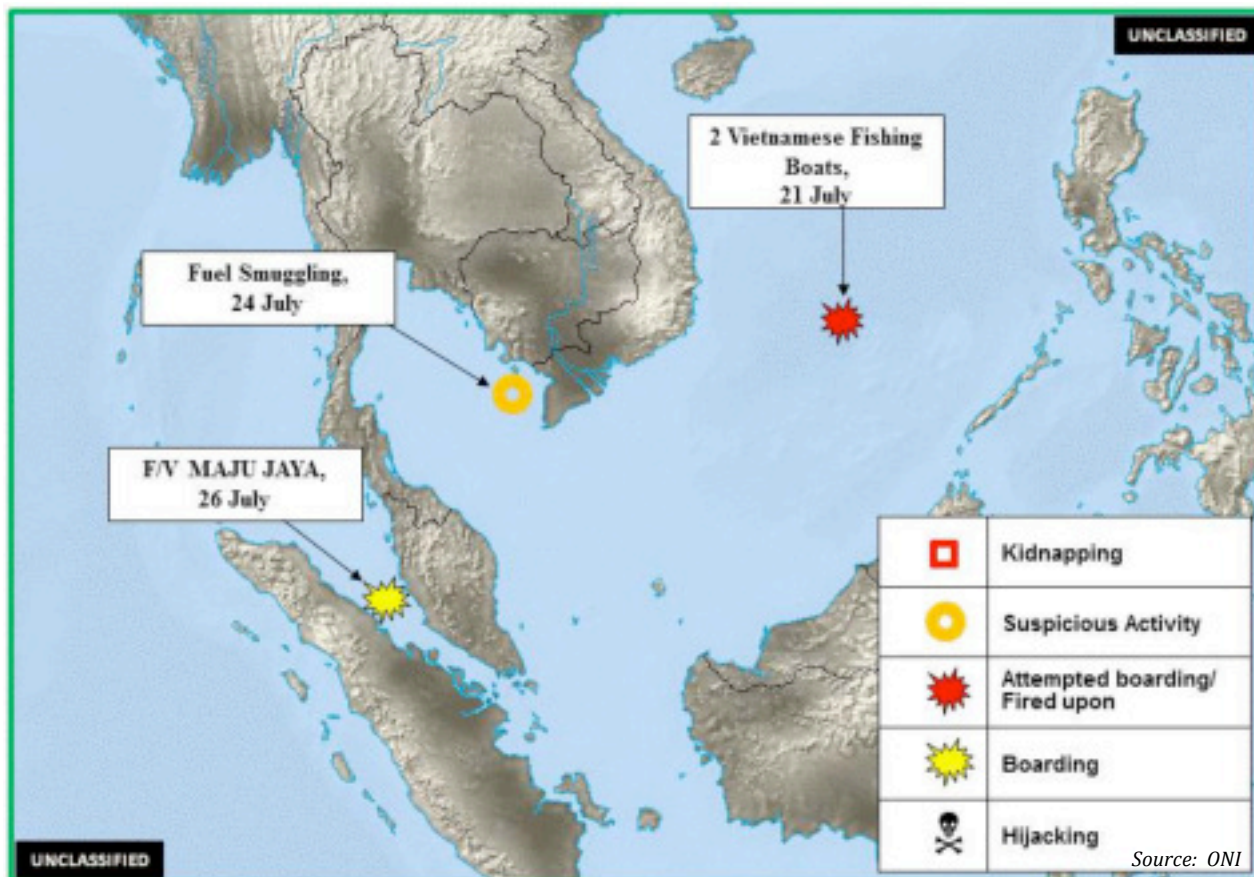 UNCLASSIFIED
2 Vietnamese Fishing
Boats,
21 July
Fuel Smuggling,
24 July
F/V MAJU JAYA,
26 July
Kidnapping
Suspicious Activity
Attempted boarding/
Fired upon
Boarding
Hijacking
UNCLASSIFIED
Source: ONI